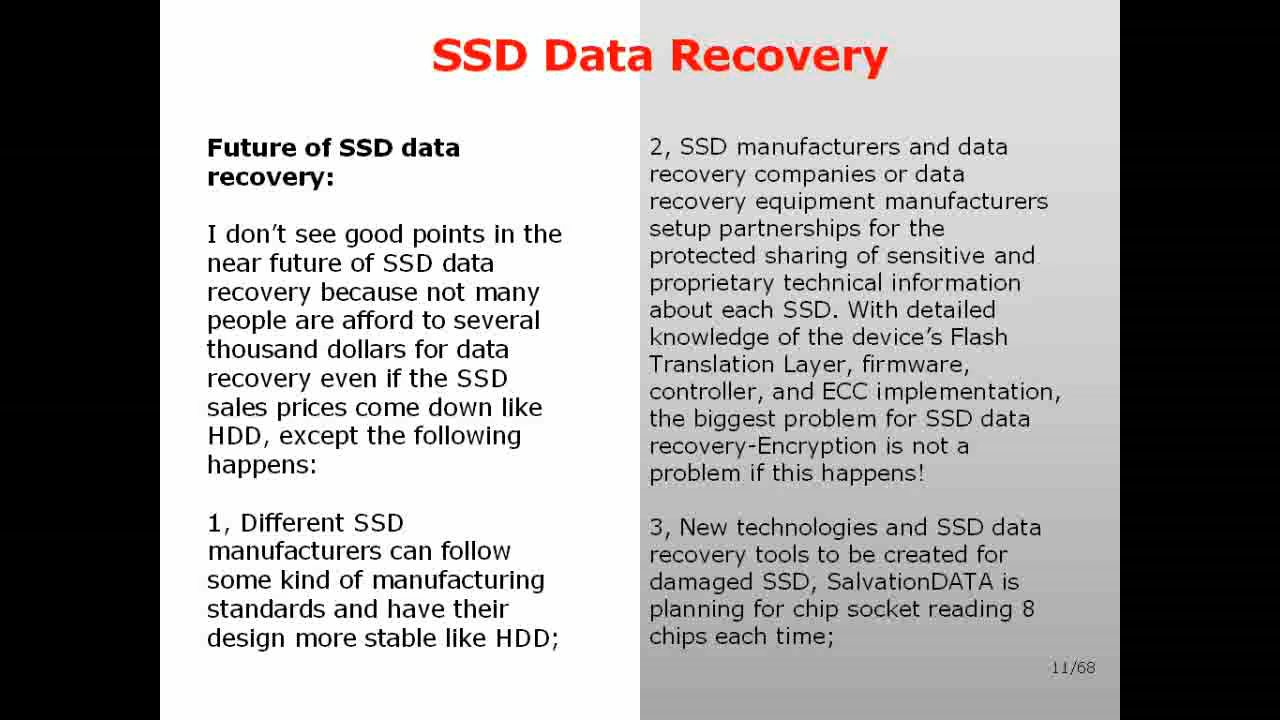 SSD Data Recovery
Future of SSD data
recovery:
I don't see good points in the
near future of SSD data
recovery because not many
people are afford to several
thousand dollars for data
recovery even if the SSD
sales prices come down like
HDD, except the following
happens:
1, Different SSD
manufacturers can follow
some kind of manufacturing
standards and have their
design more stable like HDD;
2, SSD manufacturers and data
recovery companies or data
recovery equipment manufacturers
setup partnerships for the
protected sharing of sensitive and
proprietary technical information
about each SSD. With detailed
knowledge of the device's Flash
Translation Layer, firmware,
controller, and ECC implementation,
the biggest problem for SSD data
recovery-Encryption is not a
problem if this happens!
3, New technologies and SSD data
recovery tools to be created for
damaged SSD, SalvationDATA is
planning for chip socket reading 8
chips each time;
11/68